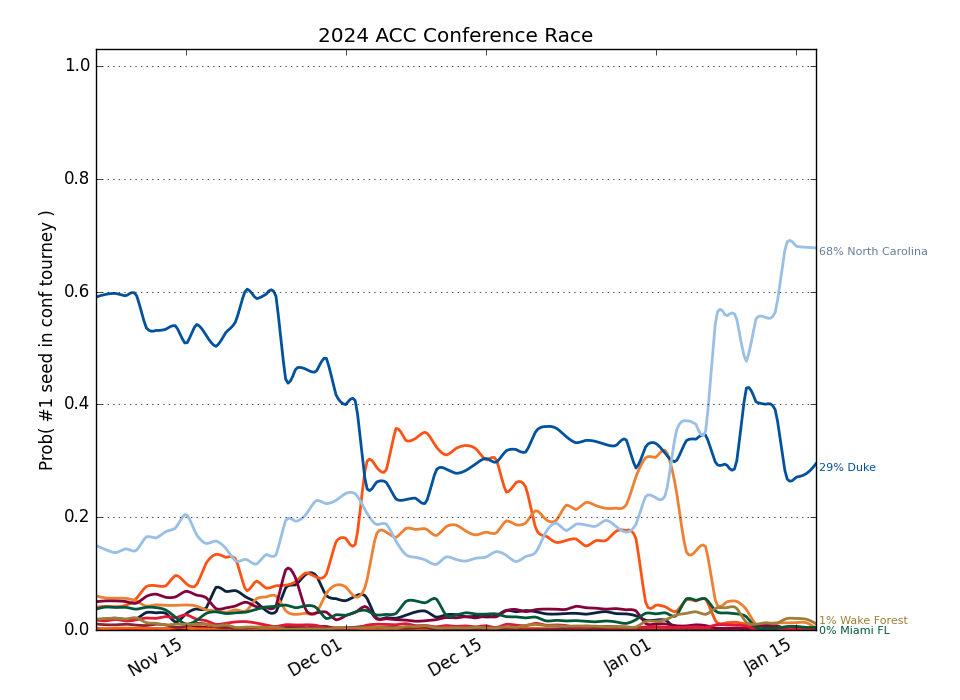 2024 ACC Conference Race
Prob( #1 seed in conf tourney )
1.0
0.8
0.6
0.4
0.2
0.0
68% North Carolina
29% Duke
1% Wake Forest
0% Miami FL
Nov 15
Dec 01
Dec 15
Jan 01
Jan 15